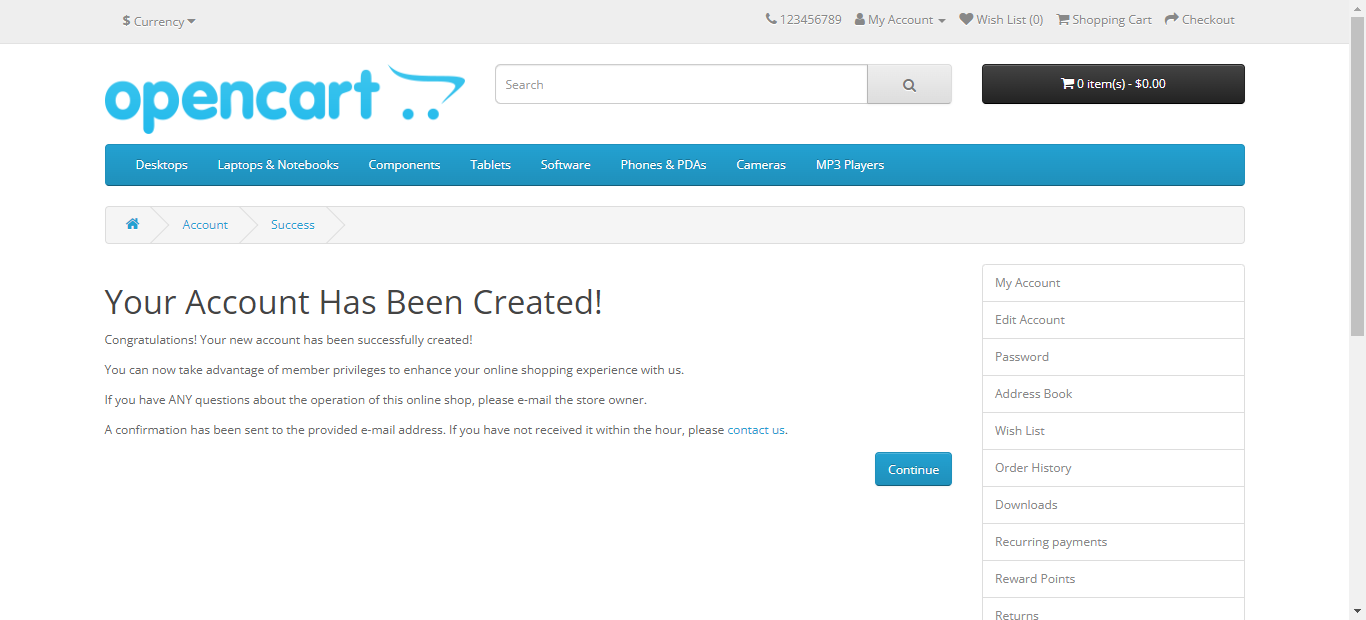 $ Currency
123456789 My Account Wish List (0) Shopping Cart Checkout
opencart
Search
0 item(s) - $0.00
Desktops Laptops & Notebooks Components Tablets Software Phones & PDAs Cameras MP3 Players
Account Success
Your Account Has Been Created!
Congratulations! Your new account has been successfully created!
You can now take advantage of member privileges to enhance your online shopping experience with us.
If you have ANY questions about the operation of this online shop, please e-mail the store owner.
A confirmation has been sent to the provided e-mail address. If you have not received it within the hour, please contact us.
Continue
My Account
Edit Account
Password
Address Book
Wish List
Order History
Downloads
Recurring payments
Reward Points
Returns